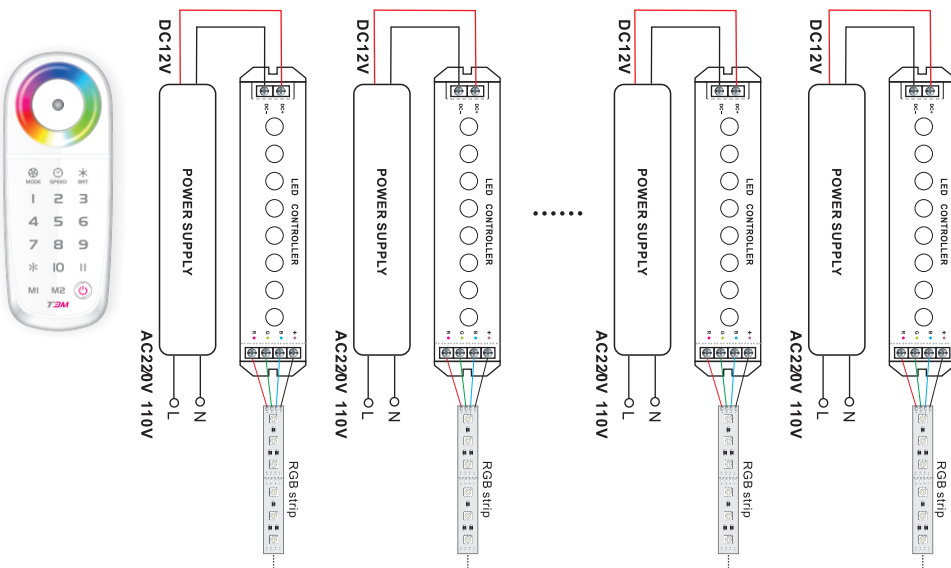 MODE SPEED BRT
1 2 3
4 5 6
7 8 9
* 10 II
M1 M2
T3M
DC12V
POWER SUPPLY
DC- DC+
LED CONTROLLER
R G B +
AC220V 110V
L N
RGB strip
DC12V
POWER SUPPLY
DC- DC+
LED CONTROLLER
R G B +
AC220V 110V
L N
RGB strip
......
DC12V
POWER SUPPLY
DC- DC+
LED CONTROLLER
R G B +
AC220V 110V
L N
RGB strip
DC12V
POWER SUPPLY
DC- DC+
LED CONTROLLER
R G B +
AC220V 110V
L N
RGB strip